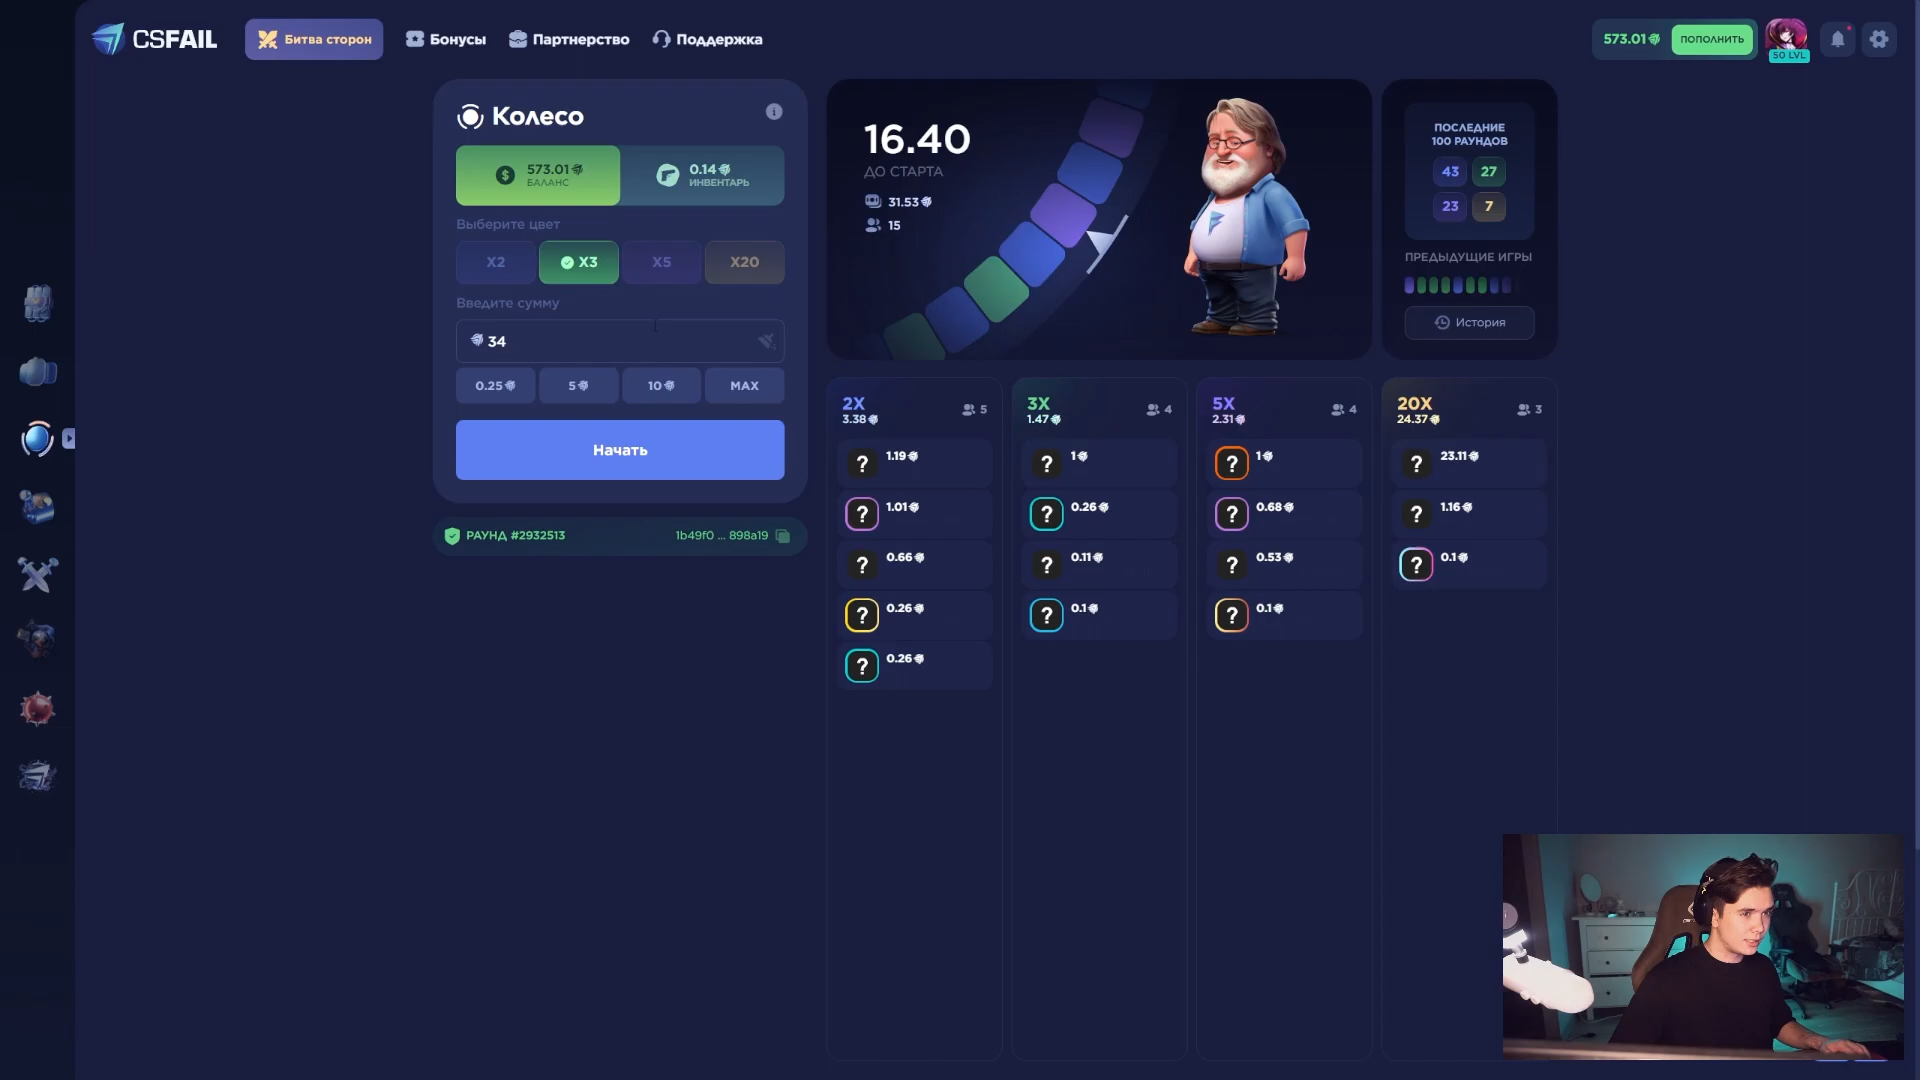 CSFAIL
Битва сторон
Бонусы
Партнерство
Поддержка
573.01
ПОПОЛНИТЬ
50 LVL
Колесо
573.01
БАЛАНС
0.14
ИНВЕНТАРЬ
Выберите цвет
X2
X3
X5
X20
Введите сумму
34
0.25
5
10
MAX
Начать
РАУНД #2932513
1b49f0 ... 898a19
16.40
ДО СТАРТА
31.53
15
ПОСЛЕДНИЕ
100 РАУНДОВ
43
27
23
7
ПРЕДЫДУЩИЕ ИГРЫ
История
2X
3.38
5
? 1.19
? 1.01
? 0.66
? 0.26
? 0.26
3X
1.47
4
? 1
? 0.26
? 0.11
? 0.1
5X
2.31
4
? 1
? 0.68
? 0.53
? 0.1
20X
24.37
3
? 23.11
? 1.16
? 0.1